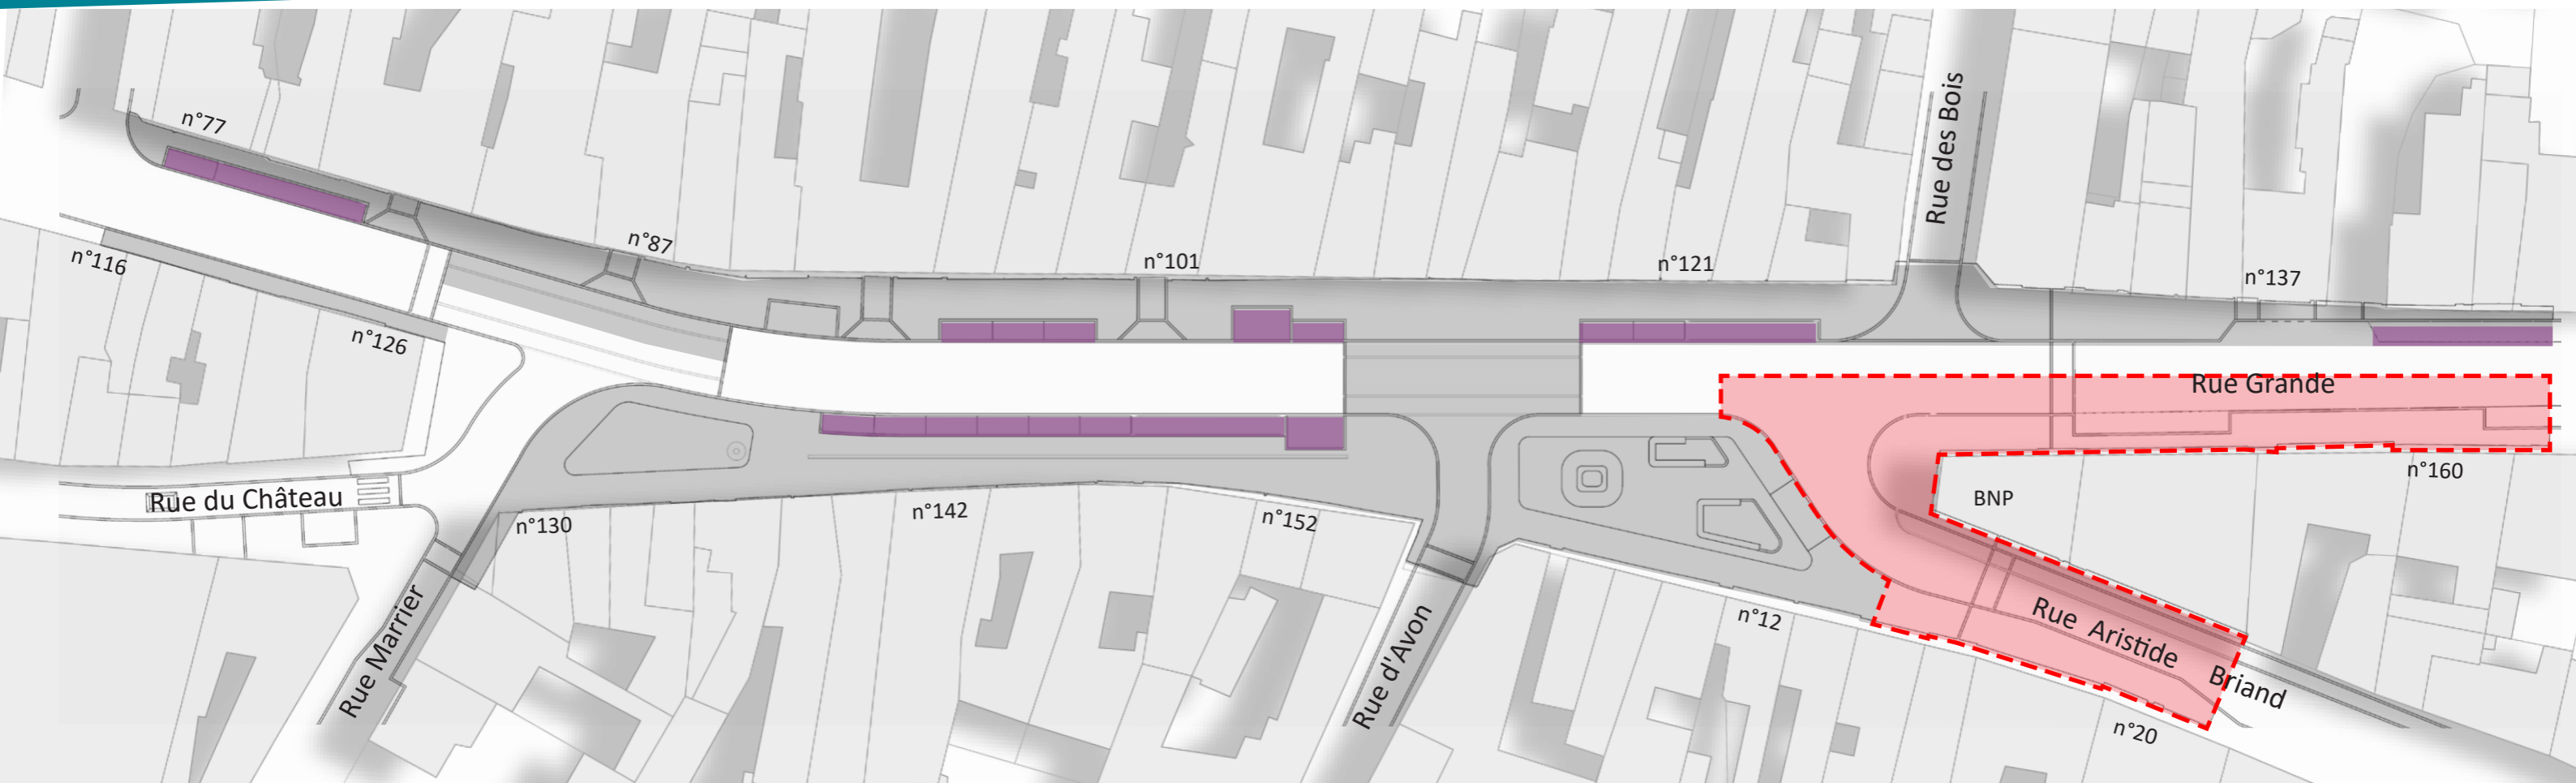 n°77
n°87
n°101
n°121
Rue des Bois
n°137
n°116
n°126
Rue Grande
Rue du Château
n°130
n°142
n°152
BNP
n°160
Rue Marrier
Rue d'Avon
n°12
Rue Aristide
Briand
n°20